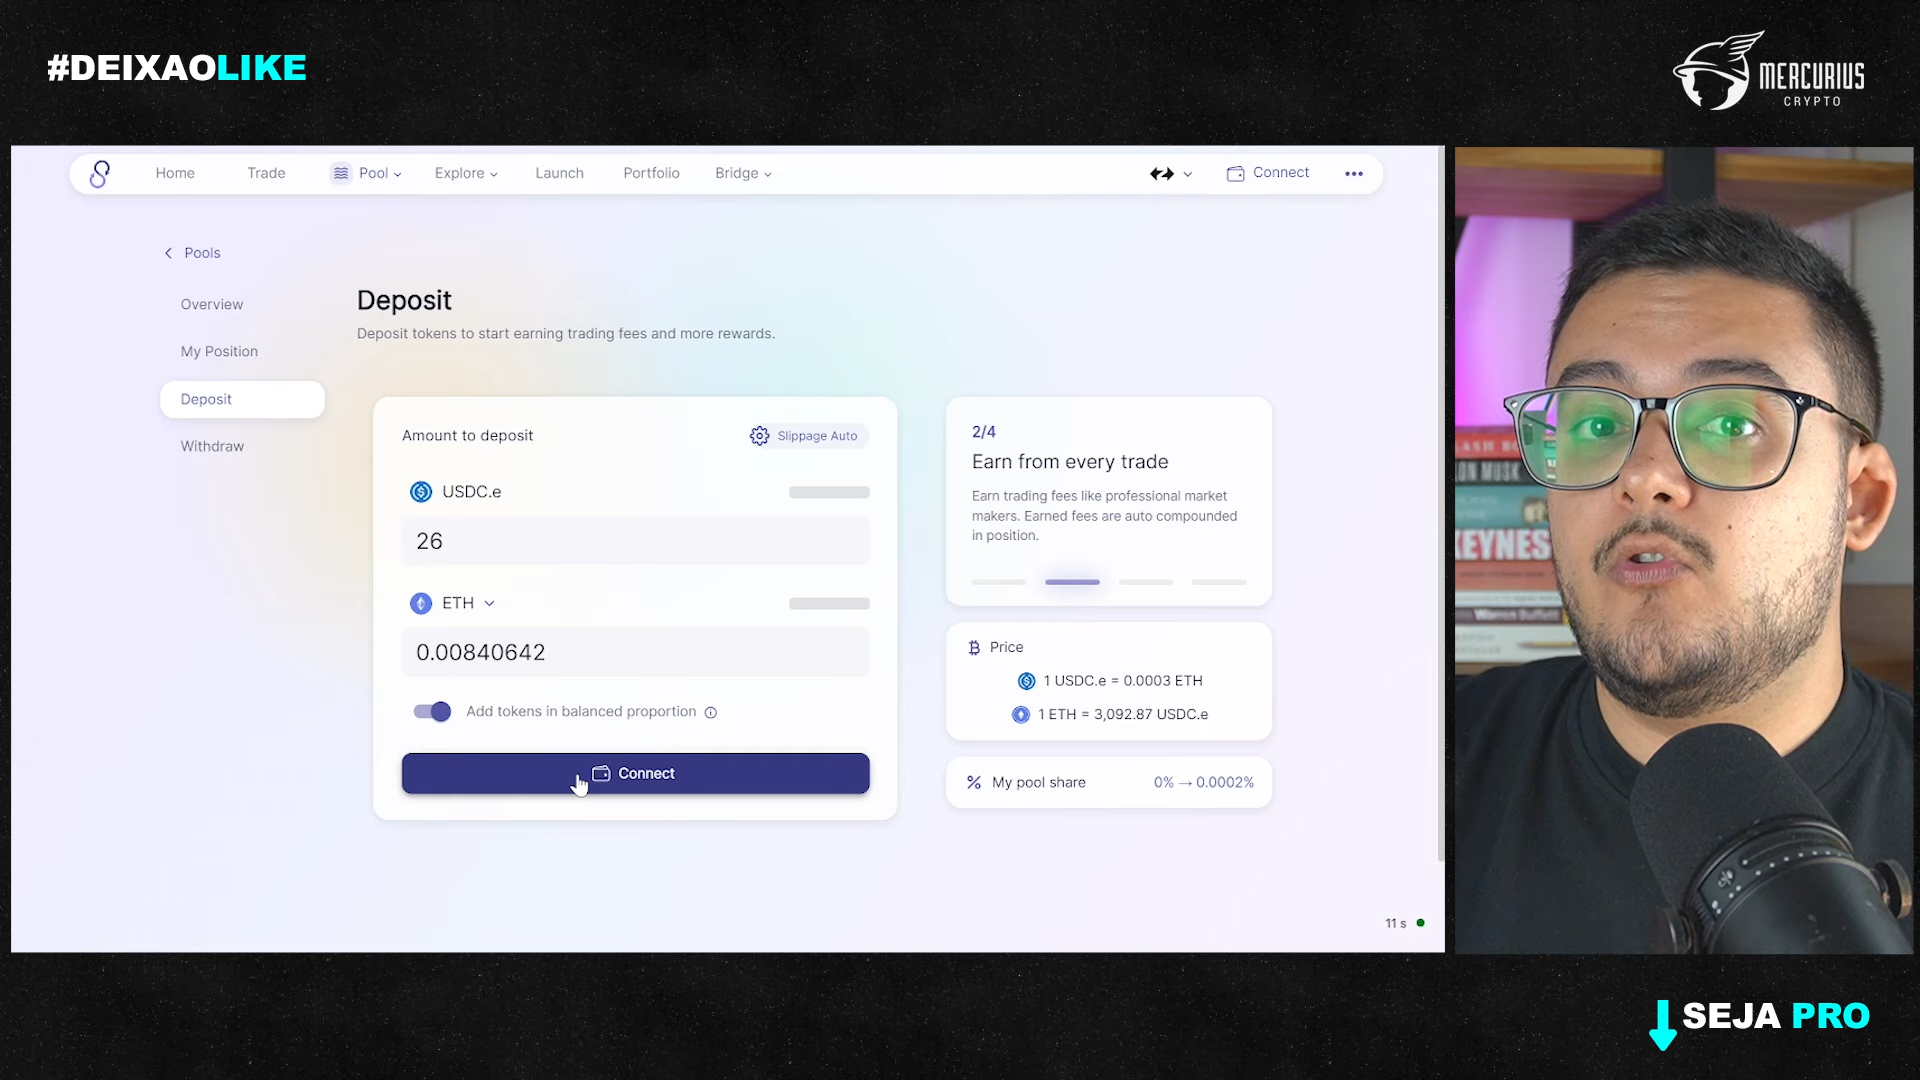 #DEIXAOLIKE
MERCURIUS
CRYPTO
Home
Trade
Pool
Explore
Launch
Portfolio
Bridge
Connect
Pools
Overview
My Position
Deposit
Withdraw
Deposit
Deposit tokens to start earning trading fees and more rewards.
Amount to deposit
Slippage Auto
USDC.e
26
ETH
0.00840642
Add tokens in balanced proportion
Connect
2/4
Earn from every trade
Earn trading fees like professional market
makers. Earned fees are auto compounded
in position.
Price
1 USDC.e = 0.0003 ETH
1 ETH = 3,092.87 USDC.e
My pool share
0% → 0.0002%
11 s
KEYNES
SEJA PRO